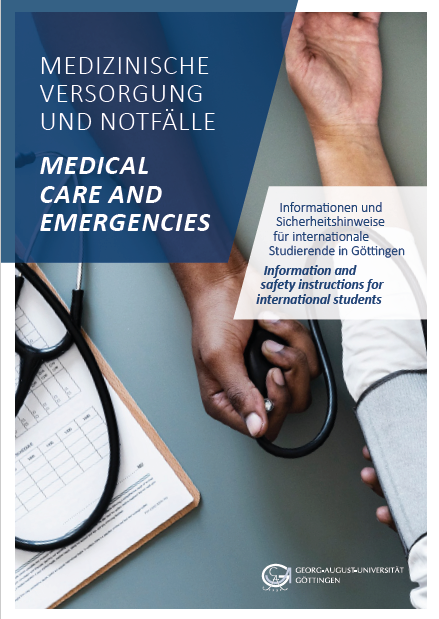 MEDIZINISCHE
VERSORGUNG
UND NOTFÄLLE
MEDICAL
CARE AND
EMERGENCIES
Informationen und
Sicherheitshinweise
für internationale
Studierende in Göttingen
Information and
safety instructions for
international students
GEORG-AUGUST-UNIVERSITÄT
GÖTTINGEN